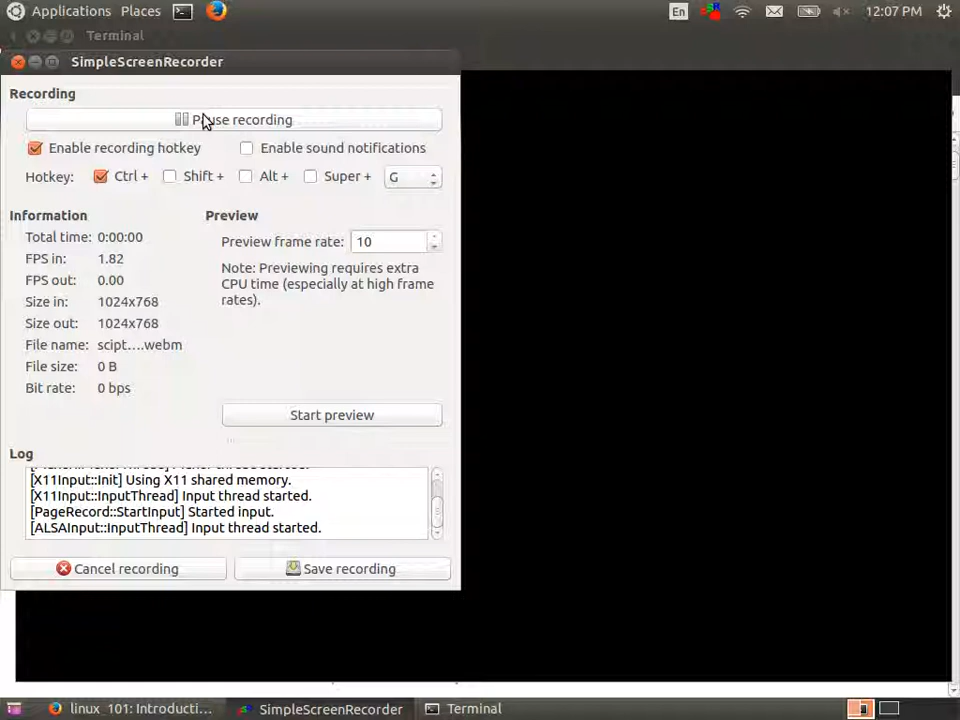 Applications Places En 12:07 PM
Terminal
SimpleScreenRecorder
Recording
Pause recording
Enable recording hotkey Enable sound notifications
Hotkey: Ctrl + Shift + Alt + Super + G
Information Preview
Total time: 0:00:00
Preview frame rate: 10
FPS in: 1.82
Note: Previewing requires extra
CPU time (especially at high frame
rates).
FPS out: 0.00
Size in: 1024x768
Size out: 1024x768
File name: scipt....webm
File size: 0 B
Bit rate: 0 bps
Start preview
Log
[X11Input::Init] Using X11 shared memory.
[X11Input::InputThread] Input thread started.
[PageRecord::StartInput] Started input.
[ALSAInput::InputThread] Input thread started.
Cancel recording Save recording
linux_101: Introducti... SimpleScreenRecorder Terminal